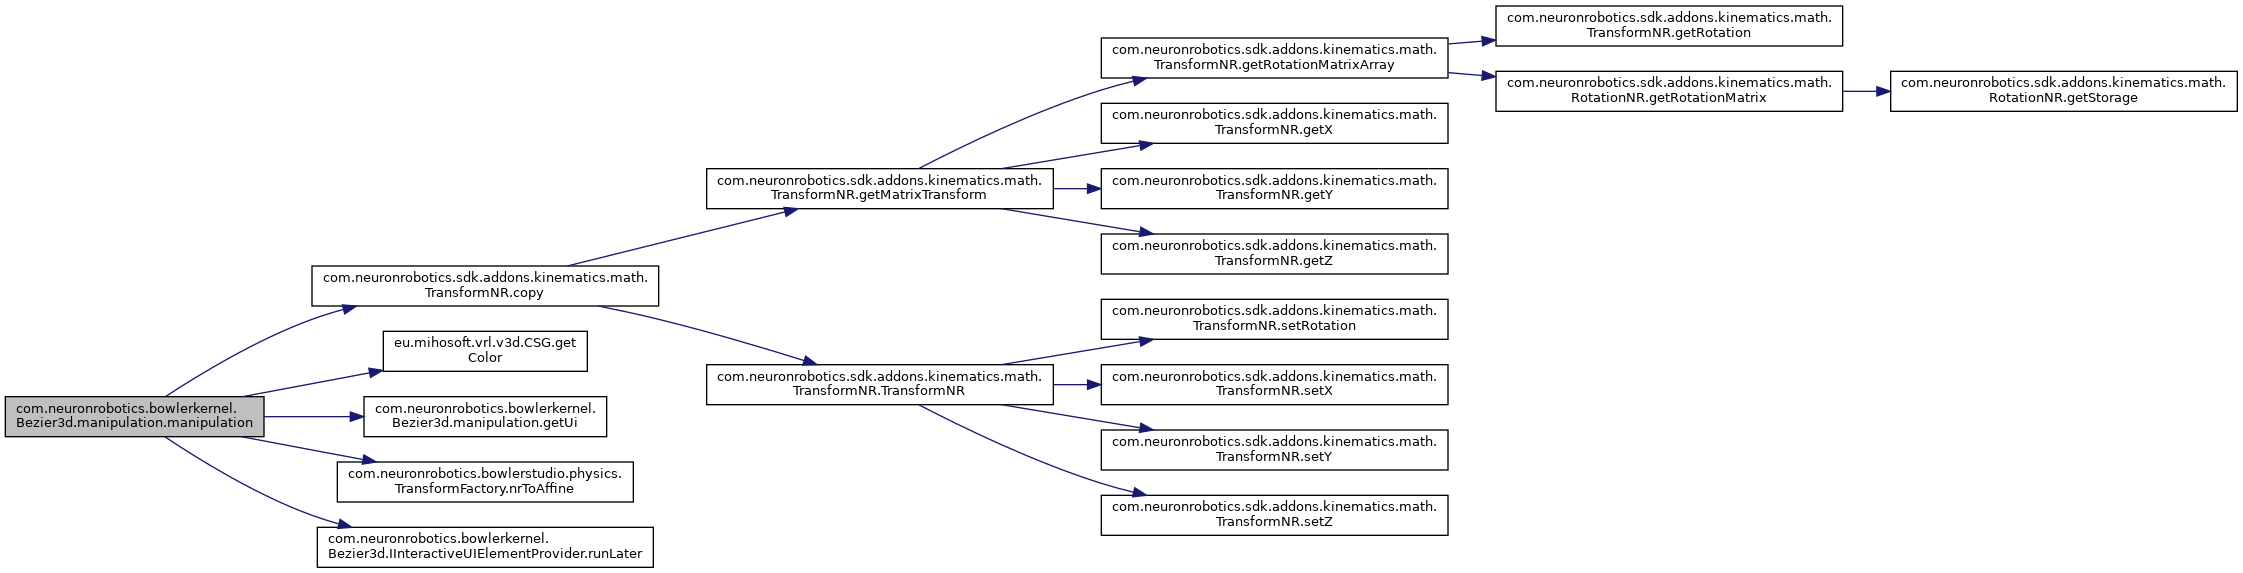 com.neuronrobotics.bowlerkernel.
Bezier3d.manipulation.manipulation
com.neuronrobotics.sdk.addons.kinematics.math.
TransformNR.copy
eu.mihosoft.vrl.v3d.CSG.get
Color
com.neuronrobotics.bowlerkernel.
Bezier3d.manipulation.getUi
com.neuronrobotics.bowlerstudio.physics.
TransformFactory.nrToAffine
com.neuronrobotics.bowlerkernel.
Bezier3d.IInteractiveUIElementProvider.runLater
com.neuronrobotics.sdk.addons.kinematics.math.
TransformNR.getMatrixTransform
com.neuronrobotics.sdk.addons.kinematics.math.
TransformNR.TransformNR
com.neuronrobotics.sdk.addons.kinematics.math.
TransformNR.getRotationMatrixArray
com.neuronrobotics.sdk.addons.kinematics.math.
TransformNR.getX
com.neuronrobotics.sdk.addons.kinematics.math.
TransformNR.getY
com.neuronrobotics.sdk.addons.kinematics.math.
TransformNR.getZ
com.neuronrobotics.sdk.addons.kinematics.math.
TransformNR.setRotation
com.neuronrobotics.sdk.addons.kinematics.math.
TransformNR.setX
com.neuronrobotics.sdk.addons.kinematics.math.
TransformNR.setY
com.neuronrobotics.sdk.addons.kinematics.math.
TransformNR.setZ
com.neuronrobotics.sdk.addons.kinematics.math.
TransformNR.getRotation
com.neuronrobotics.sdk.addons.kinematics.math.
RotationNR.getRotationMatrix
com.neuronrobotics.sdk.addons.kinematics.math.
RotationNR.getStorage